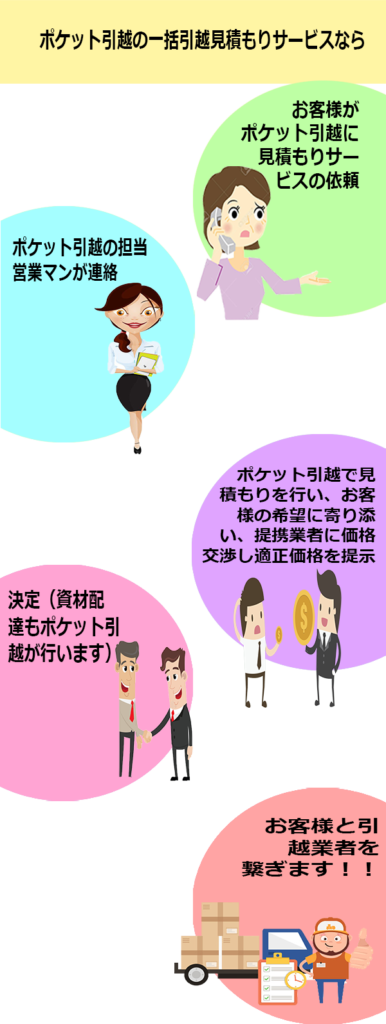 ポケット引越の一括引越見積もりサービスなら
お客様が
ポケット引越に
見積もりサー
ビスの依頼
ポケット引越の担当
営業マンが連絡
ポケット引越で見
積もりを行い、お客
様の希望に寄り添
い、提携業者に価格
交渉し適正価格を提示
決定（資材配
達もポケット引
越が行います）
お客様と引
越業者を
繋ぎます！！